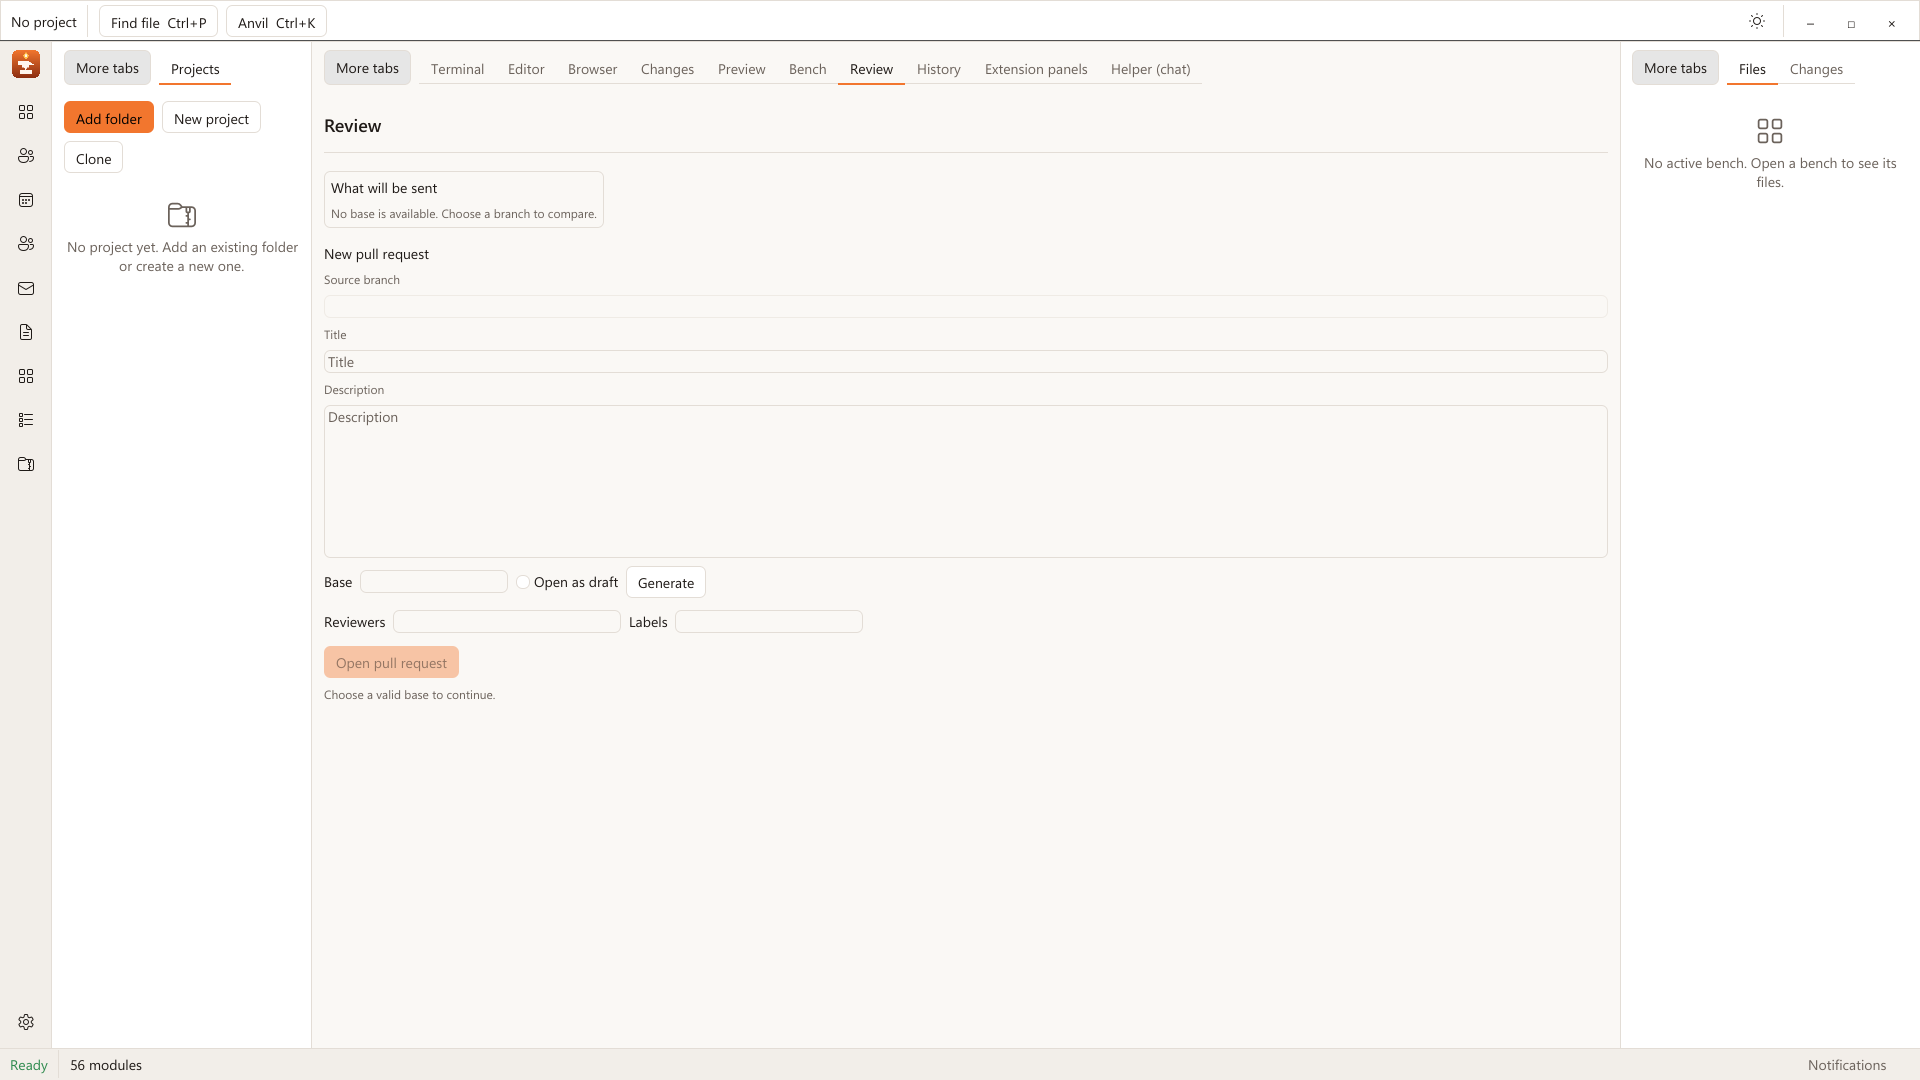 No project
Find file Ctrl+P
Anvil Ctrl+K
More tabs
Projects
Add folder
New project
Clone
No project yet. Add an existing folder
or create a new one.
More tabs
Terminal
Editor
Browser
Changes
Preview
Bench
Review
History
Extension panels
Helper (chat)
Review
What will be sent
No base is available. Choose a branch to compare.
New pull request
Source branch
Title
Title
Description
Description
Base
Open as draft
Generate
Reviewers
Labels
Open pull request
Choose a valid base to continue.
More tabs
Files
Changes
No active bench. Open a bench to see its
files.
Ready
56 modules
Notifications